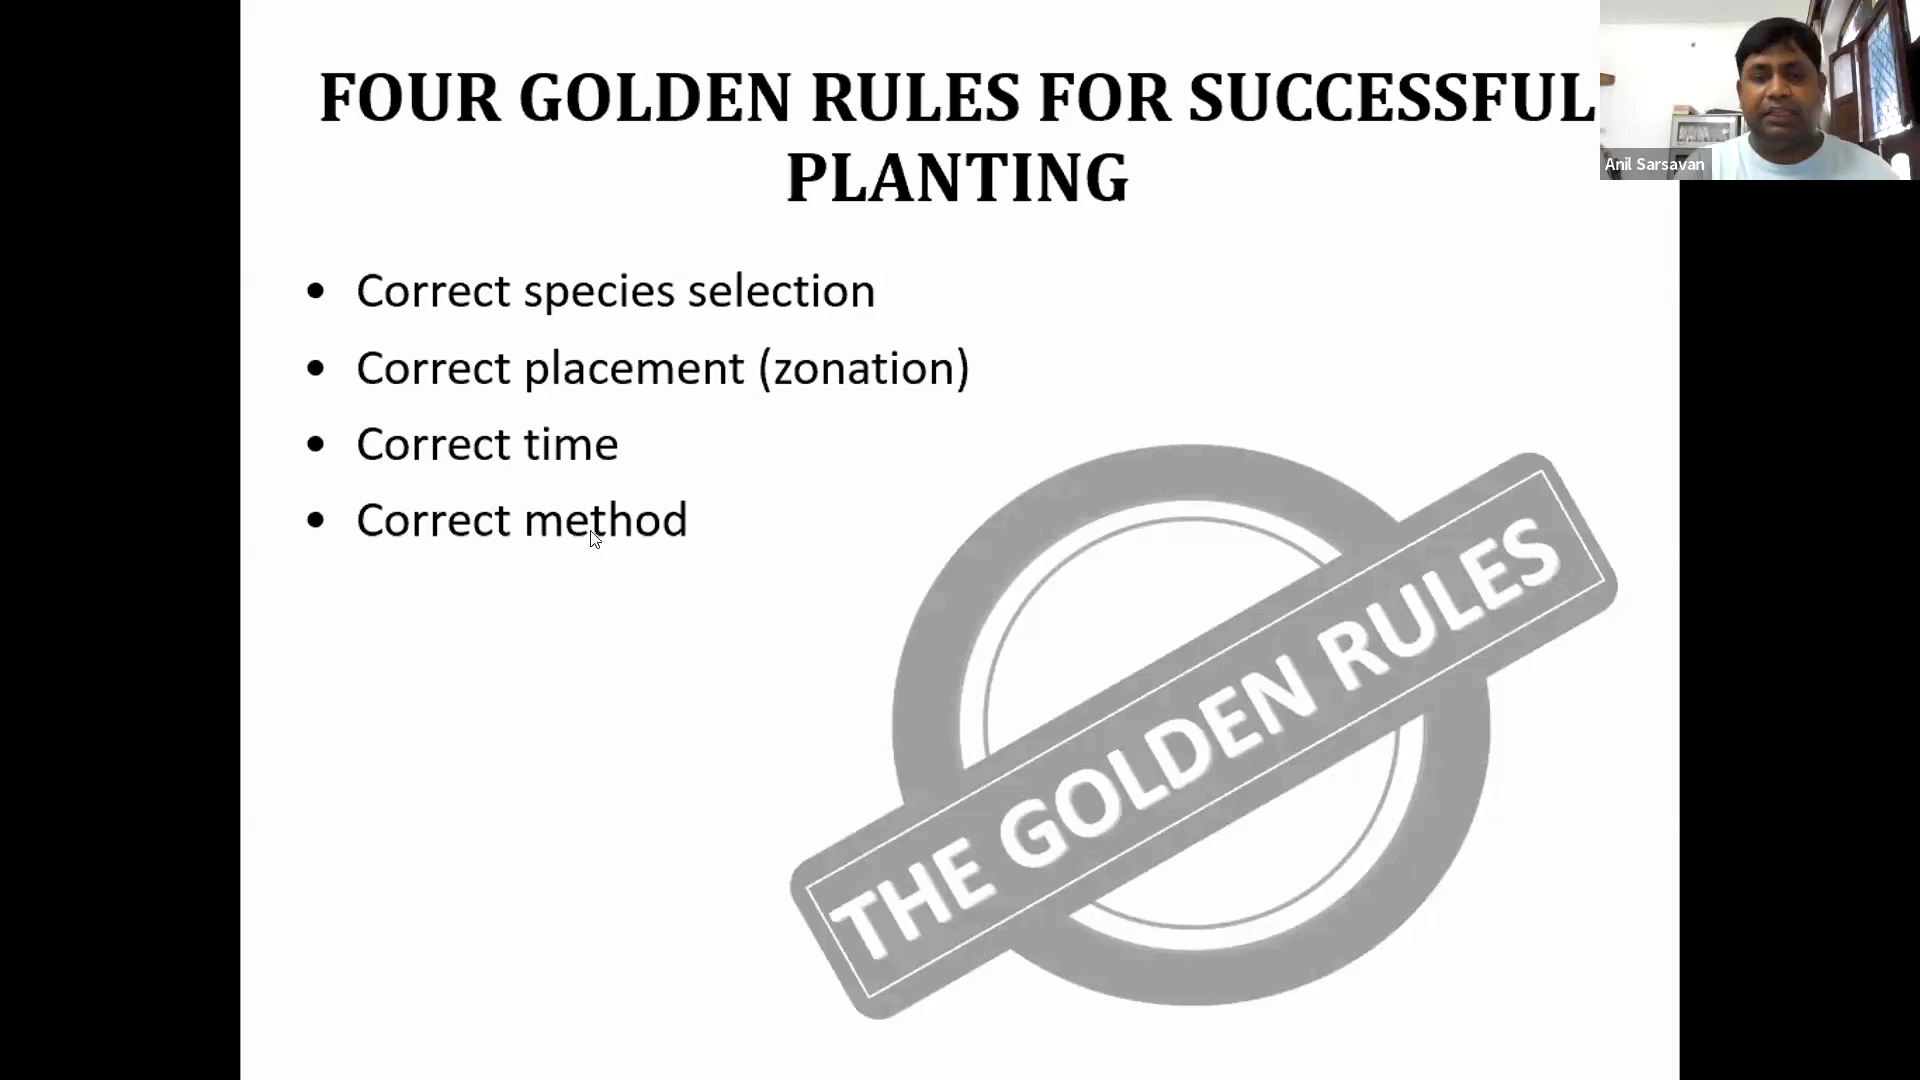 FOUR GOLDEN RULES FOR SUCCESSFUL
PLANTING
Anil Sarsavan
• Correct species selection
• Correct placement (zonation)
• Correct time
• Correct method
THE GOLDEN RULES